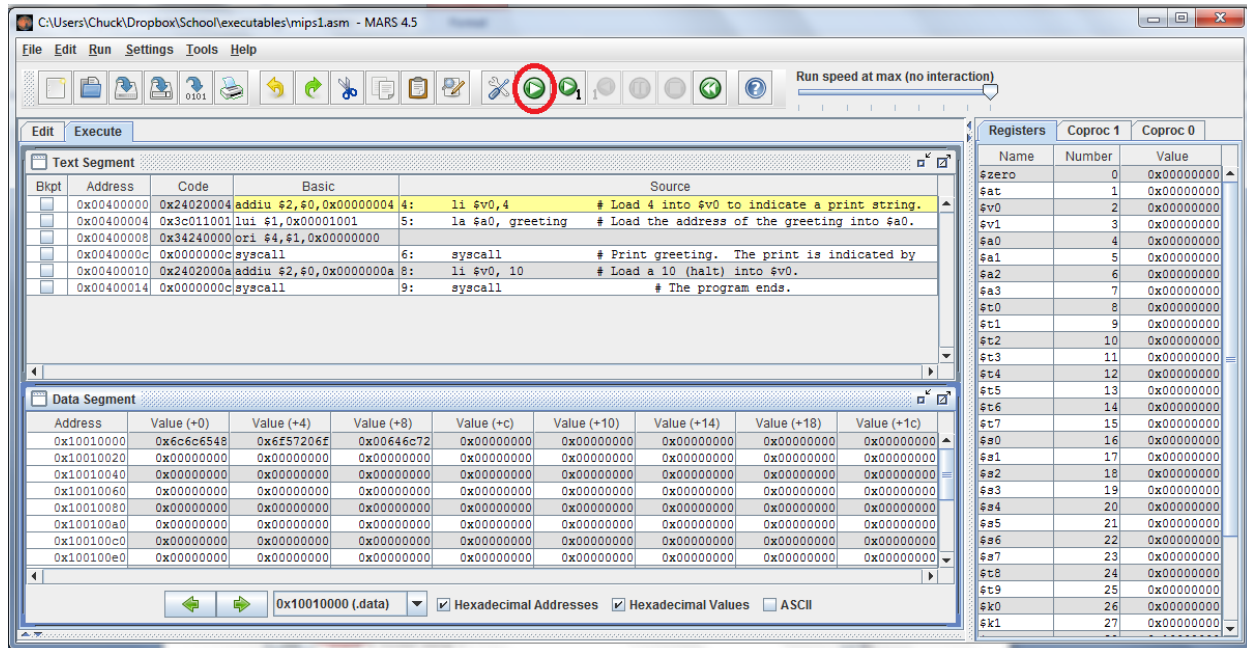 C:\Users\Chuck\Dropbox\School\executables\mips1.asm - MARS 4.5
File Edit Run Settings Tools Help
Run speed at max (no interaction)
Edit Execute
Registers Coproc 1 Coproc 0
Text Segment
Bkpt Address Code Basic Source
0x00400000 0x24020004 addiu $2,$0,0x00000004 4: li $v0,4 # Load 4 into $v0 to indicate a print string.
0x00400004 0x3c011001 lui $1,0x00001001 5: la $a0, greeting # Load the address of the greeting into $a0.
0x00400008 0x34240000 ori $4,$1,0x00000000
0x0040000c 0x0000000c syscall 6: syscall # Print greeting. The print is indicated by
0x00400010 0x2402000a addiu $2,$0,0x0000000a 8: li $v0, 10 # Load a 10 (halt) into $v0.
0x00400014 0x0000000c syscall 9: syscall # The program ends.
Data Segment
Address Value (+0) Value (+4) Value (+8) Value (+c) Value (+10) Value (+14) Value (+18) Value (+1c)
0x10010000 0x6c6c6548 0x6f57206f 0x00646c72 0x00000000 0x00000000 0x00000000 0x00000000 0x00000000
0x10010020 0x00000000 0x00000000 0x00000000 0x00000000 0x00000000 0x00000000 0x00000000 0x00000000
0x10010040 0x00000000 0x00000000 0x00000000 0x00000000 0x00000000 0x00000000 0x00000000 0x00000000
0x10010060 0x00000000 0x00000000 0x00000000 0x00000000 0x00000000 0x00000000 0x00000000 0x00000000
0x10010080 0x00000000 0x00000000 0x00000000 0x00000000 0x00000000 0x00000000 0x00000000 0x00000000
0x100100a0 0x00000000 0x00000000 0x00000000 0x00000000 0x00000000 0x00000000 0x00000000 0x00000000
0x100100c0 0x00000000 0x00000000 0x00000000 0x00000000 0x00000000 0x00000000 0x00000000 0x00000000
0x100100e0 0x00000000 0x00000000 0x00000000 0x00000000 0x00000000 0x00000000 0x00000000 0x00000000
0x10010000 (.data) Hexadecimal Addresses Hexadecimal Values ASCII
Name Number Value
$zero 0 0x00000000
$at 1 0x00000000
$v0 2 0x00000000
$v1 3 0x00000000
$a0 4 0x00000000
$a1 5 0x00000000
$a2 6 0x00000000
$a3 7 0x00000000
$t0 8 0x00000000
$t1 9 0x00000000
$t2 10 0x00000000
$t3 11 0x00000000
$t4 12 0x00000000
$t5 13 0x00000000
$t6 14 0x00000000
$t7 15 0x00000000
$s0 16 0x00000000
$s1 17 0x00000000
$s2 18 0x00000000
$s3 19 0x00000000
$s4 20 0x00000000
$s5 21 0x00000000
$s6 22 0x00000000
$s7 23 0x00000000
$t8 24 0x00000000
$t9 25 0x00000000
$k0 26 0x00000000
$k1 27 0x00000000